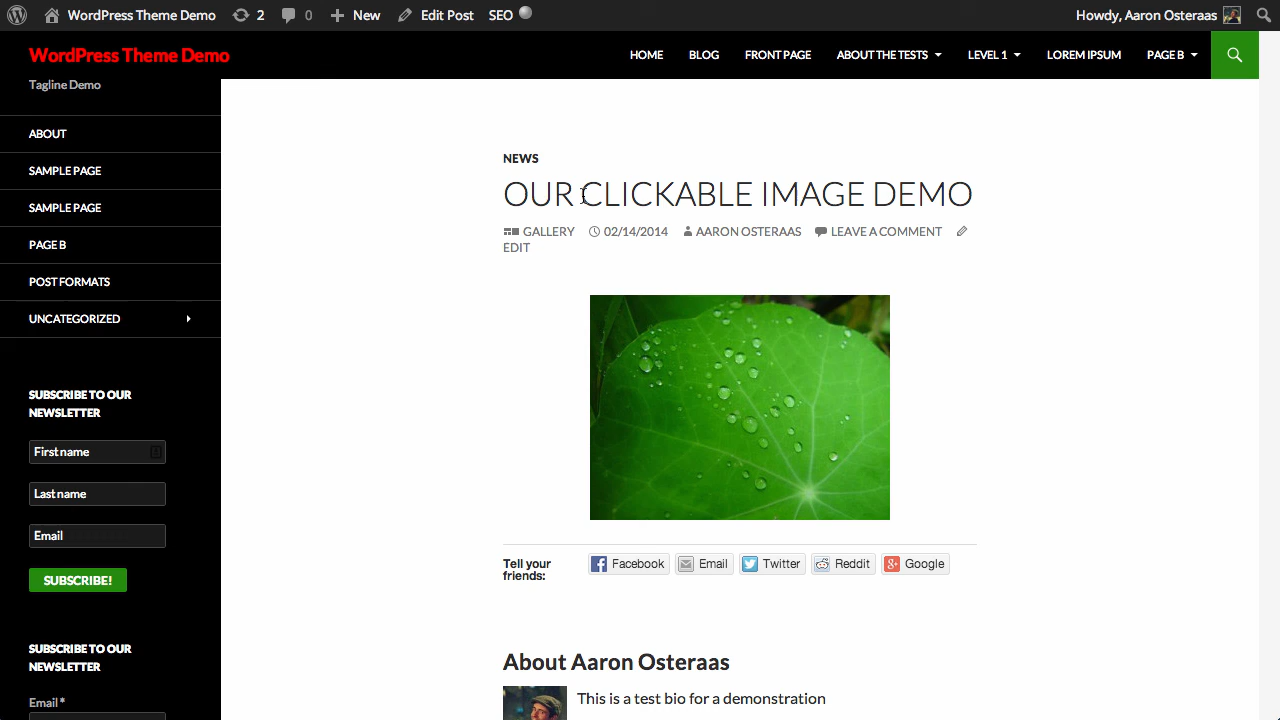 WordPress Theme Demo 2 0 New Edit Post SEO Howdy, Aaron Osteraas
WordPress Theme Demo
HOME BLOG FRONT PAGE ABOUT THE TESTS LEVEL 1 LOREM IPSUM PAGE B
Tagline Demo
ABOUT
SAMPLE PAGE
SAMPLE PAGE
PAGE B
POST FORMATS
UNCATEGORIZED
SUBSCRIBE TO OUR
NEWSLETTER
First name
Last name
Email
SUBSCRIBE!
SUBSCRIBE TO OUR
NEWSLETTER
Email *
NEWS
OUR CLICKABLE IMAGE DEMO
GALLERY 02/14/2014 AARON OSTERAAS LEAVE A COMMENT
EDIT
Tell your
friends:
Facebook Email Twitter Reddit Google
About Aaron Osteraas
This is a test bio for a demonstration